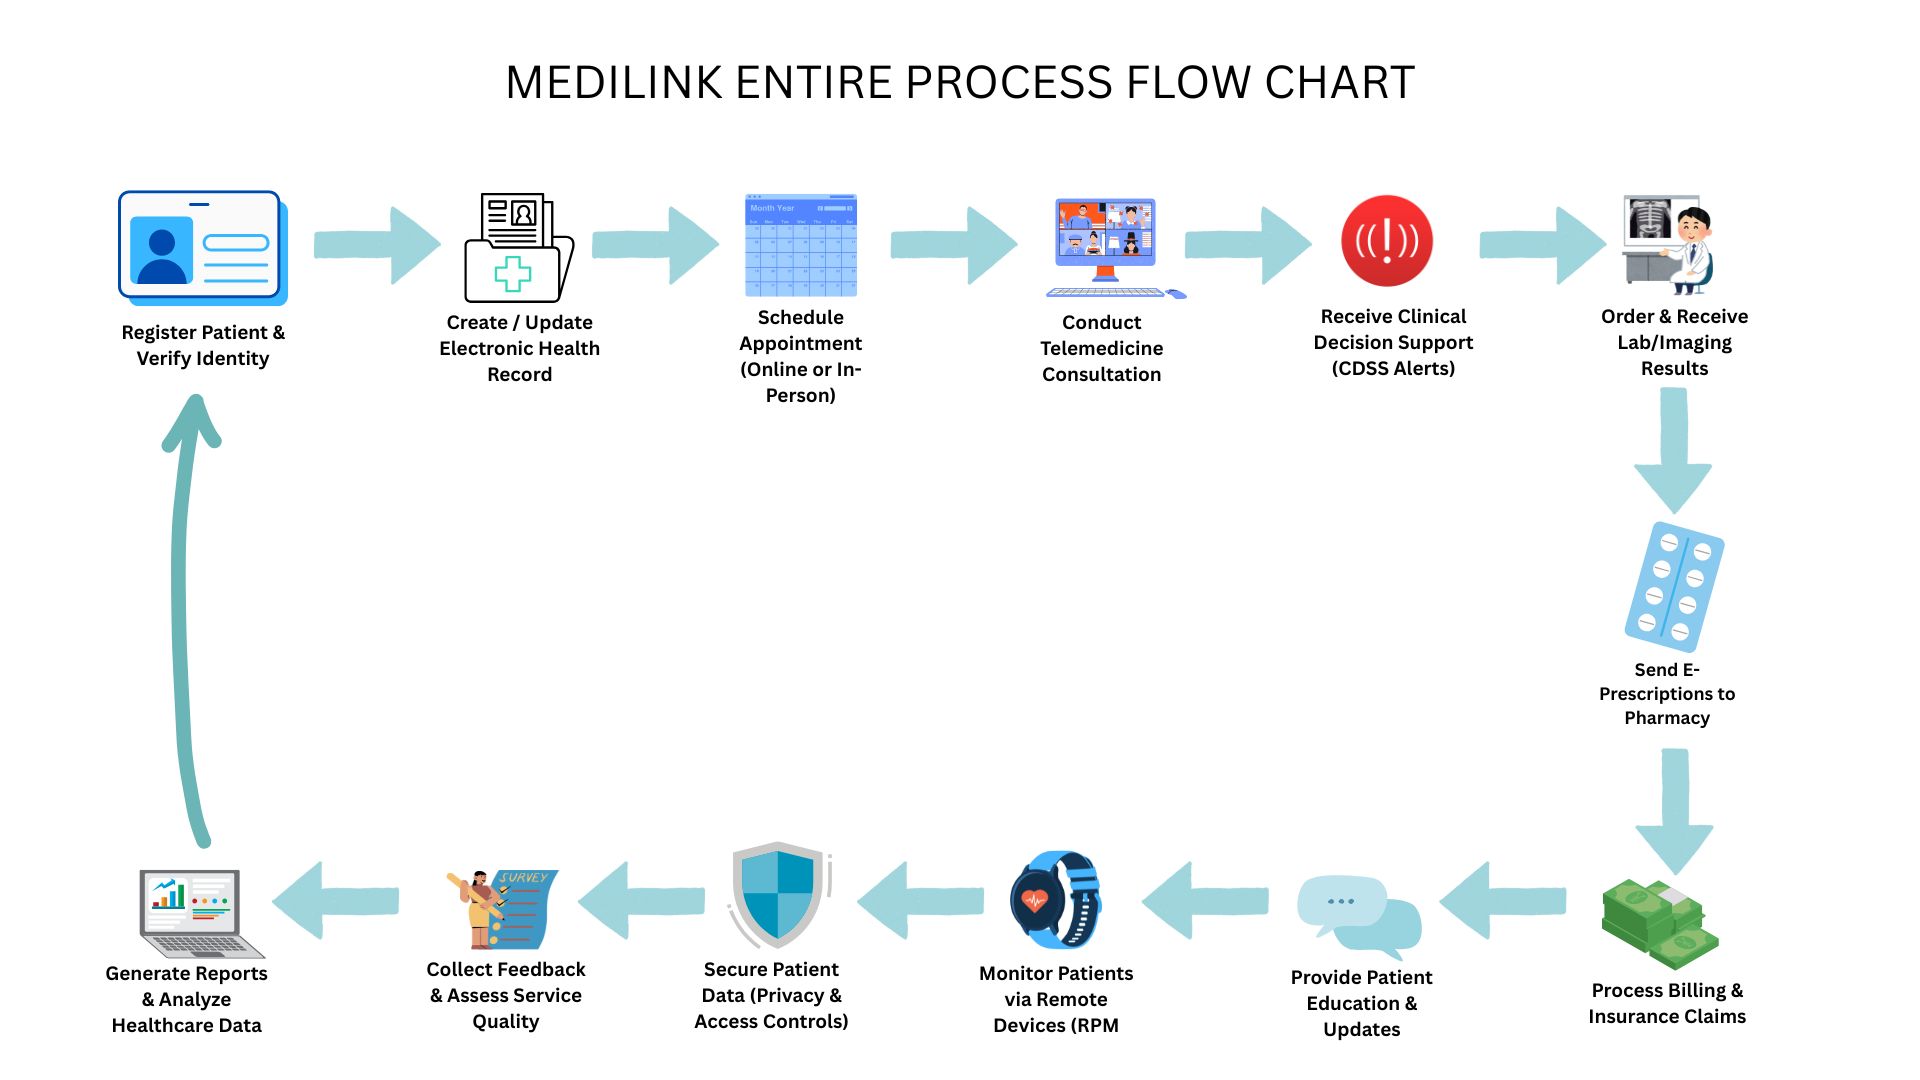 MEDILINK ENTIRE PROCESS FLOW CHART
Register Patient &
Verify Identity
Create / Update
Electronic Health
Record
Month Year
Schedule
Appointment
(Online or In-
Person)
Conduct
Telemedicine
Consultation
Receive Clinical
Decision Support
(CDSS Alerts)
Order & Receive
Lab/Imaging
Results
Send E-
Prescriptions to
Pharmacy
Process Billing &
Insurance Claims
Provide Patient
Education &
Updates
Monitor Patients
via Remote
Devices (RPM
Secure Patient
Data (Privacy &
Access Controls)
SURVEY
Collect Feedback
& Assess Service
Quality
Generate Reports
& Analyze
Healthcare Data